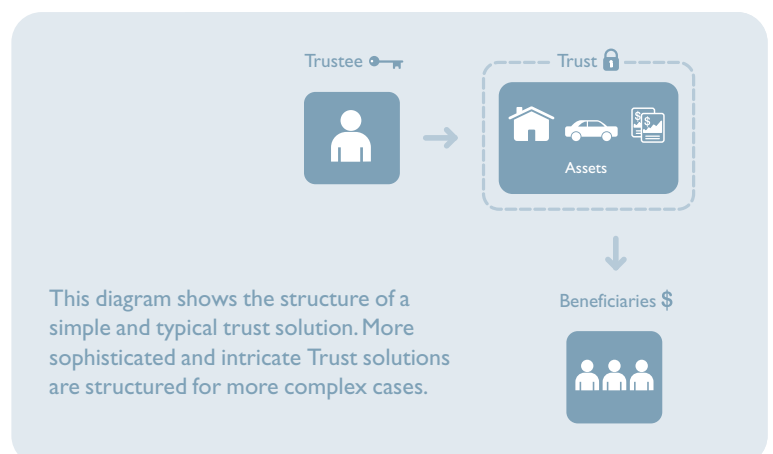 Trustee
Trust
$
$
Assets
Beneficiaries $
This diagram shows the structure of a
simple and typical trust solution. More
sophisticated and intricate Trust solutions
are structured for more complex cases.